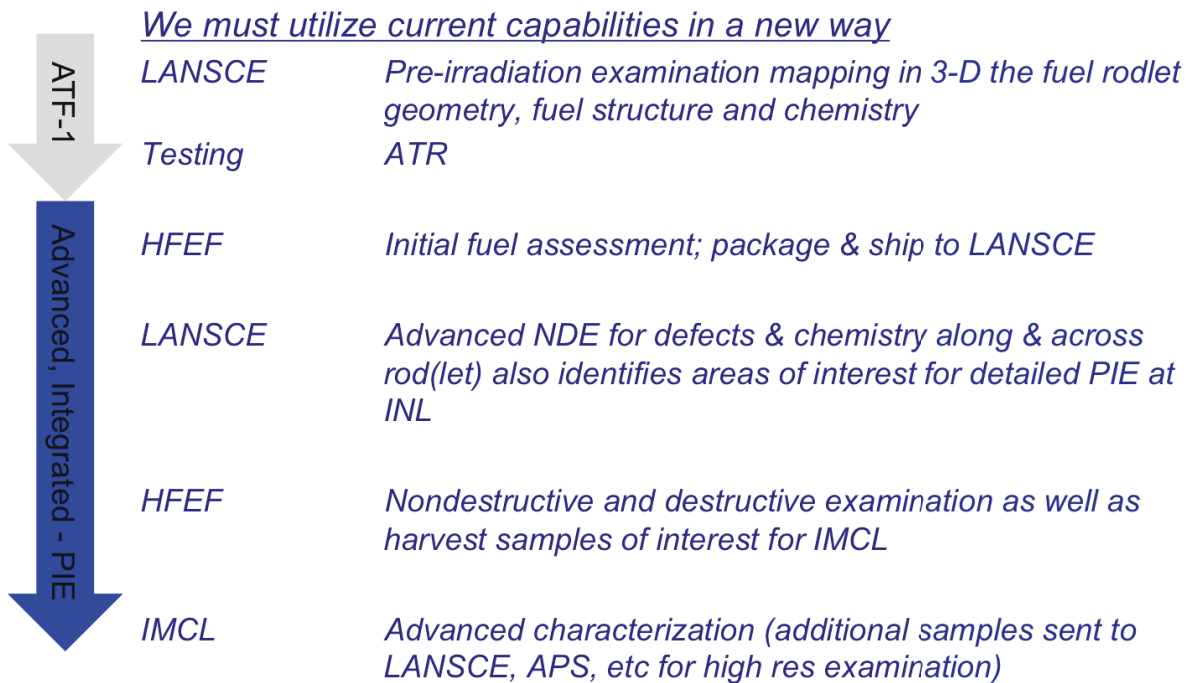 We must utilize current capabilities in a new way
ATF-1
LANSCE Pre-irradiation examination mapping in 3-D the fuel rodlet
geometry, fuel structure and chemistry
Testing ATR
Advanced, Integrated - PIE
HFEF Initial fuel assessment; package & ship to LANSCE
LANSCE Advanced NDE for defects & chemistry along & across
rod(let) also identifies areas of interest for detailed PIE at
INL
HFEF Nondestructive and destructive examination as well as
harvest samples of interest for IMCL
IMCL Advanced characterization (additional samples sent to
LANSCE, APS, etc for high res examination)